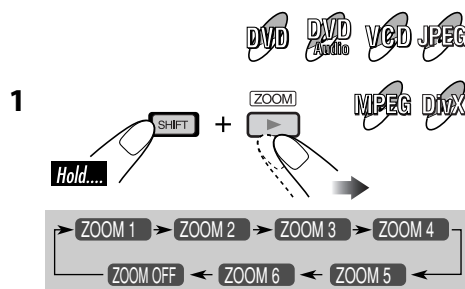 DVD DVD Audio VCD JPEG
MPEG DivX
1
ZOOM
SHIFT +
Hold....
ZOOM 1 ZOOM 2 ZOOM 3 ZOOM 4
ZOOM OFF ZOOM 6 ZOOM 5